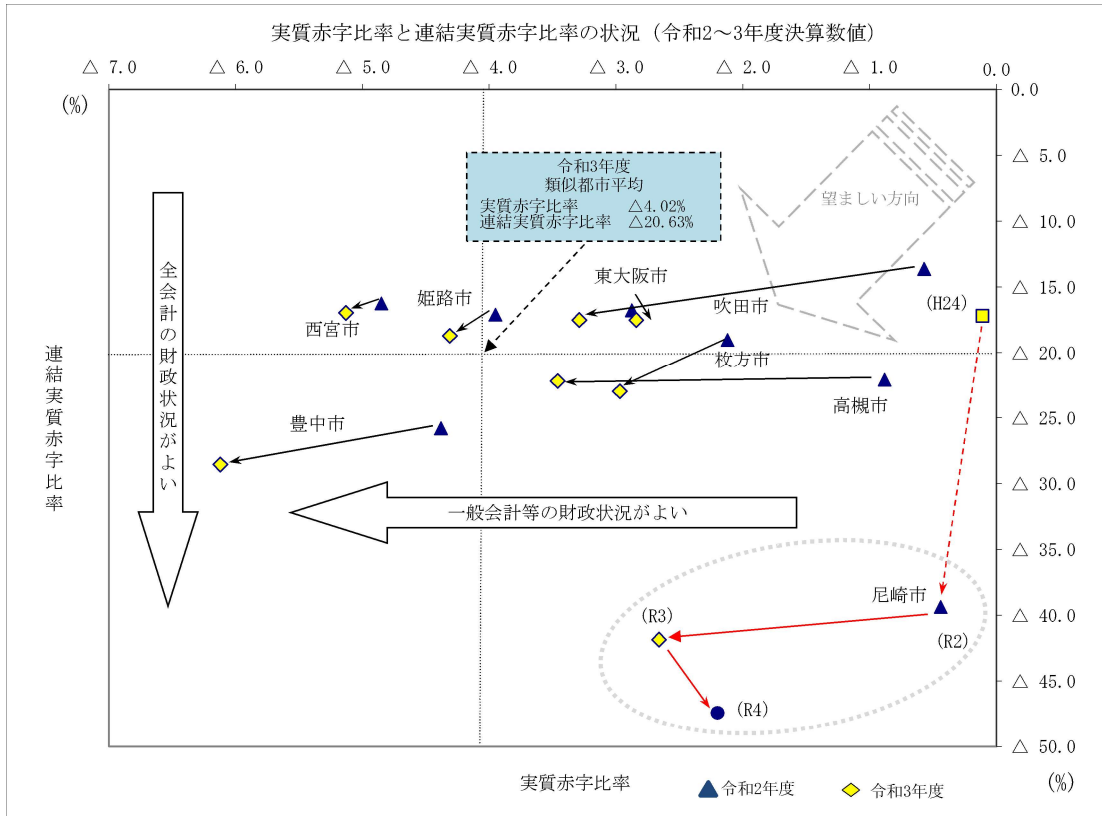 実質赤字比率と連結実質赤字比率の状況（令和2～3年度決算数値）
△ 7.0 △ 6.0 △ 5.0 △ 4.0 △ 3.0 △ 2.0 △ 1.0 0.0
(%)
0.0
△ 5.0
△ 10.0
△ 15.0
△ 20.0
△ 25.0
△ 30.0
△ 35.0
△ 40.0
△ 45.0
△ 50.0
令和3年度
類似都市平均
実質赤字比率 △4.02%
連結実質赤字比率 △20.63%
望ましい方向
全会計の財政状況がよい
連結実質赤字比率
西宮市
姫路市
東大阪市
吹田市
(H24)
枚方市
高槻市
豊中市
一般会計等の財政状況がよい
尼崎市
(R3)
(R2)
(R4)
実質赤字比率
令和2年度
令和3年度
(%)